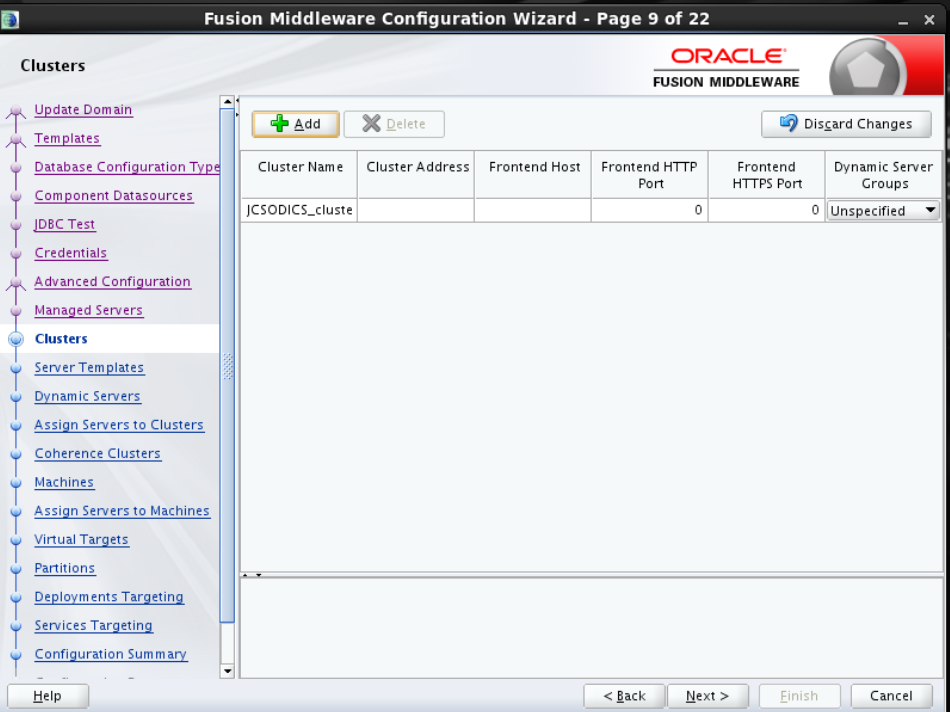 Fusion Middleware Configuration Wizard - Page 9 of 22
Clusters
ORACLE
FUSION MIDDLEWARE
Update Domain
Templates
Database Configuration Type
Component Datasources
JDBC Test
Credentials
Advanced Configuration
Managed Servers
Clusters
Server Templates
Dynamic Servers
Assign Servers to Clusters
Coherence Clusters
Machines
Assign Servers to Machines
Virtual Targets
Partitions
Deployments Targeting
Services Targeting
Configuration Summary
Add
Delete
Discard Changes
Cluster Name Cluster Address Frontend Host Frontend HTTP Port Frontend HTTPS Port Dynamic Server Groups
JCSODICS_cluste 0 0 Unspecified
Help
< Back
Next >
Finish
Cancel